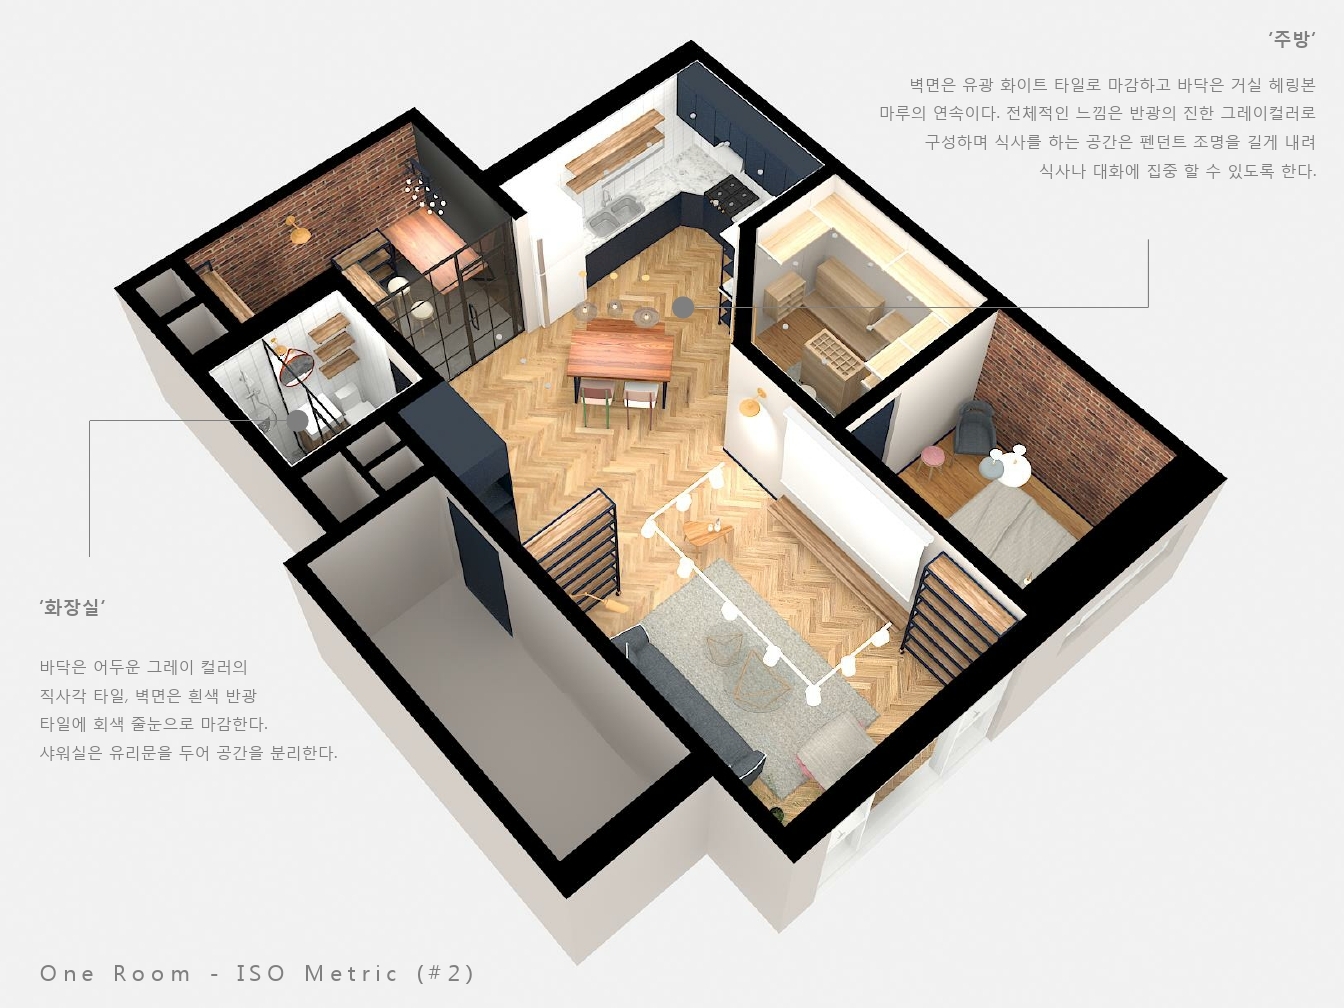 '주방'
벽면은 유광 화이트 타일로 마감하고 바닥은 거실 헤링본
마루의 연속이다. 전체적인 느낌은 반광의 진한 그레이컬러로
구성하며 식사를 하는 공간은 펜던트 조명을 길게 내려
식사나 대화에 집중 할 수 있도록 한다.
'화장실'
바닥은 어두운 그레이 컬러의
직사각 타일, 벽면은 흰색 반광
타일에 회색 줄눈으로 마감한다.
샤워실은 유리문을 두어 공간을 분리한다.
One Room - ISO Metric (#2)